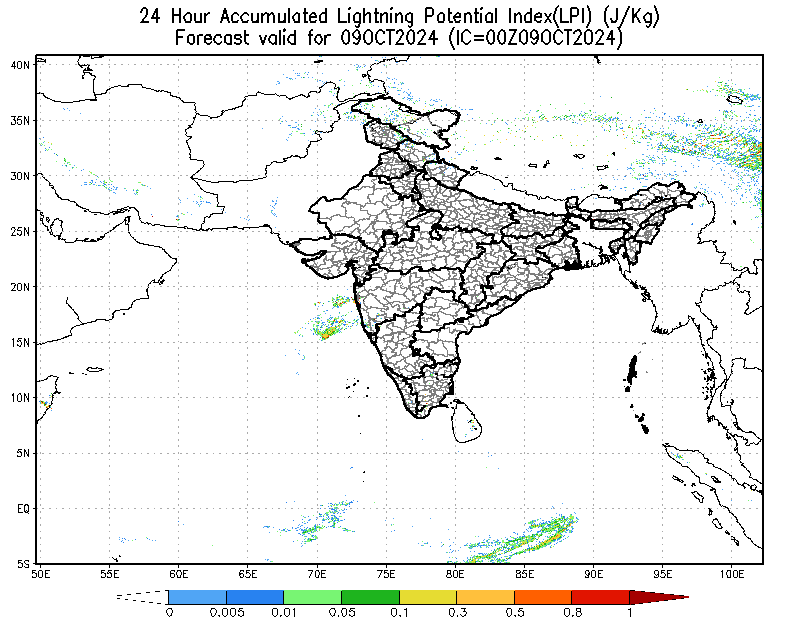 24 Hour Accumulated Lightning Potential Index(LPI) (J/Kg)
Forecast valid for 09OCT2024 (IC=00Z09OCT2024)
40N
35N
30N
25N
20N
15N
10N
5N
EQ
5S
50E 55E 60E 65E 70E 75E 80E 85E 90E 95E 100E
0 0.005 0.01 0.05 0.1 0.3 0.5 0.8 1